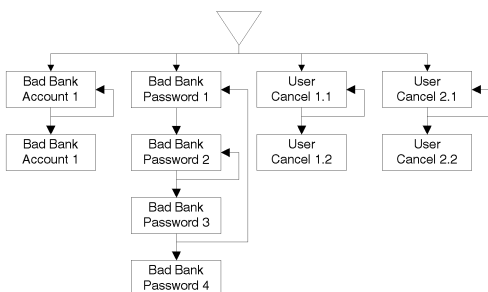 Bad Bank
Account 1
Bad Bank
Password 1
User
Cancel 1.1
User
Cancel 2.1
Bad Bank
Account 1
Bad Bank
Password 2
User
Cancel 1.2
User
Cancel 2.2
Bad Bank
Password 3
Bad Bank
Password 4